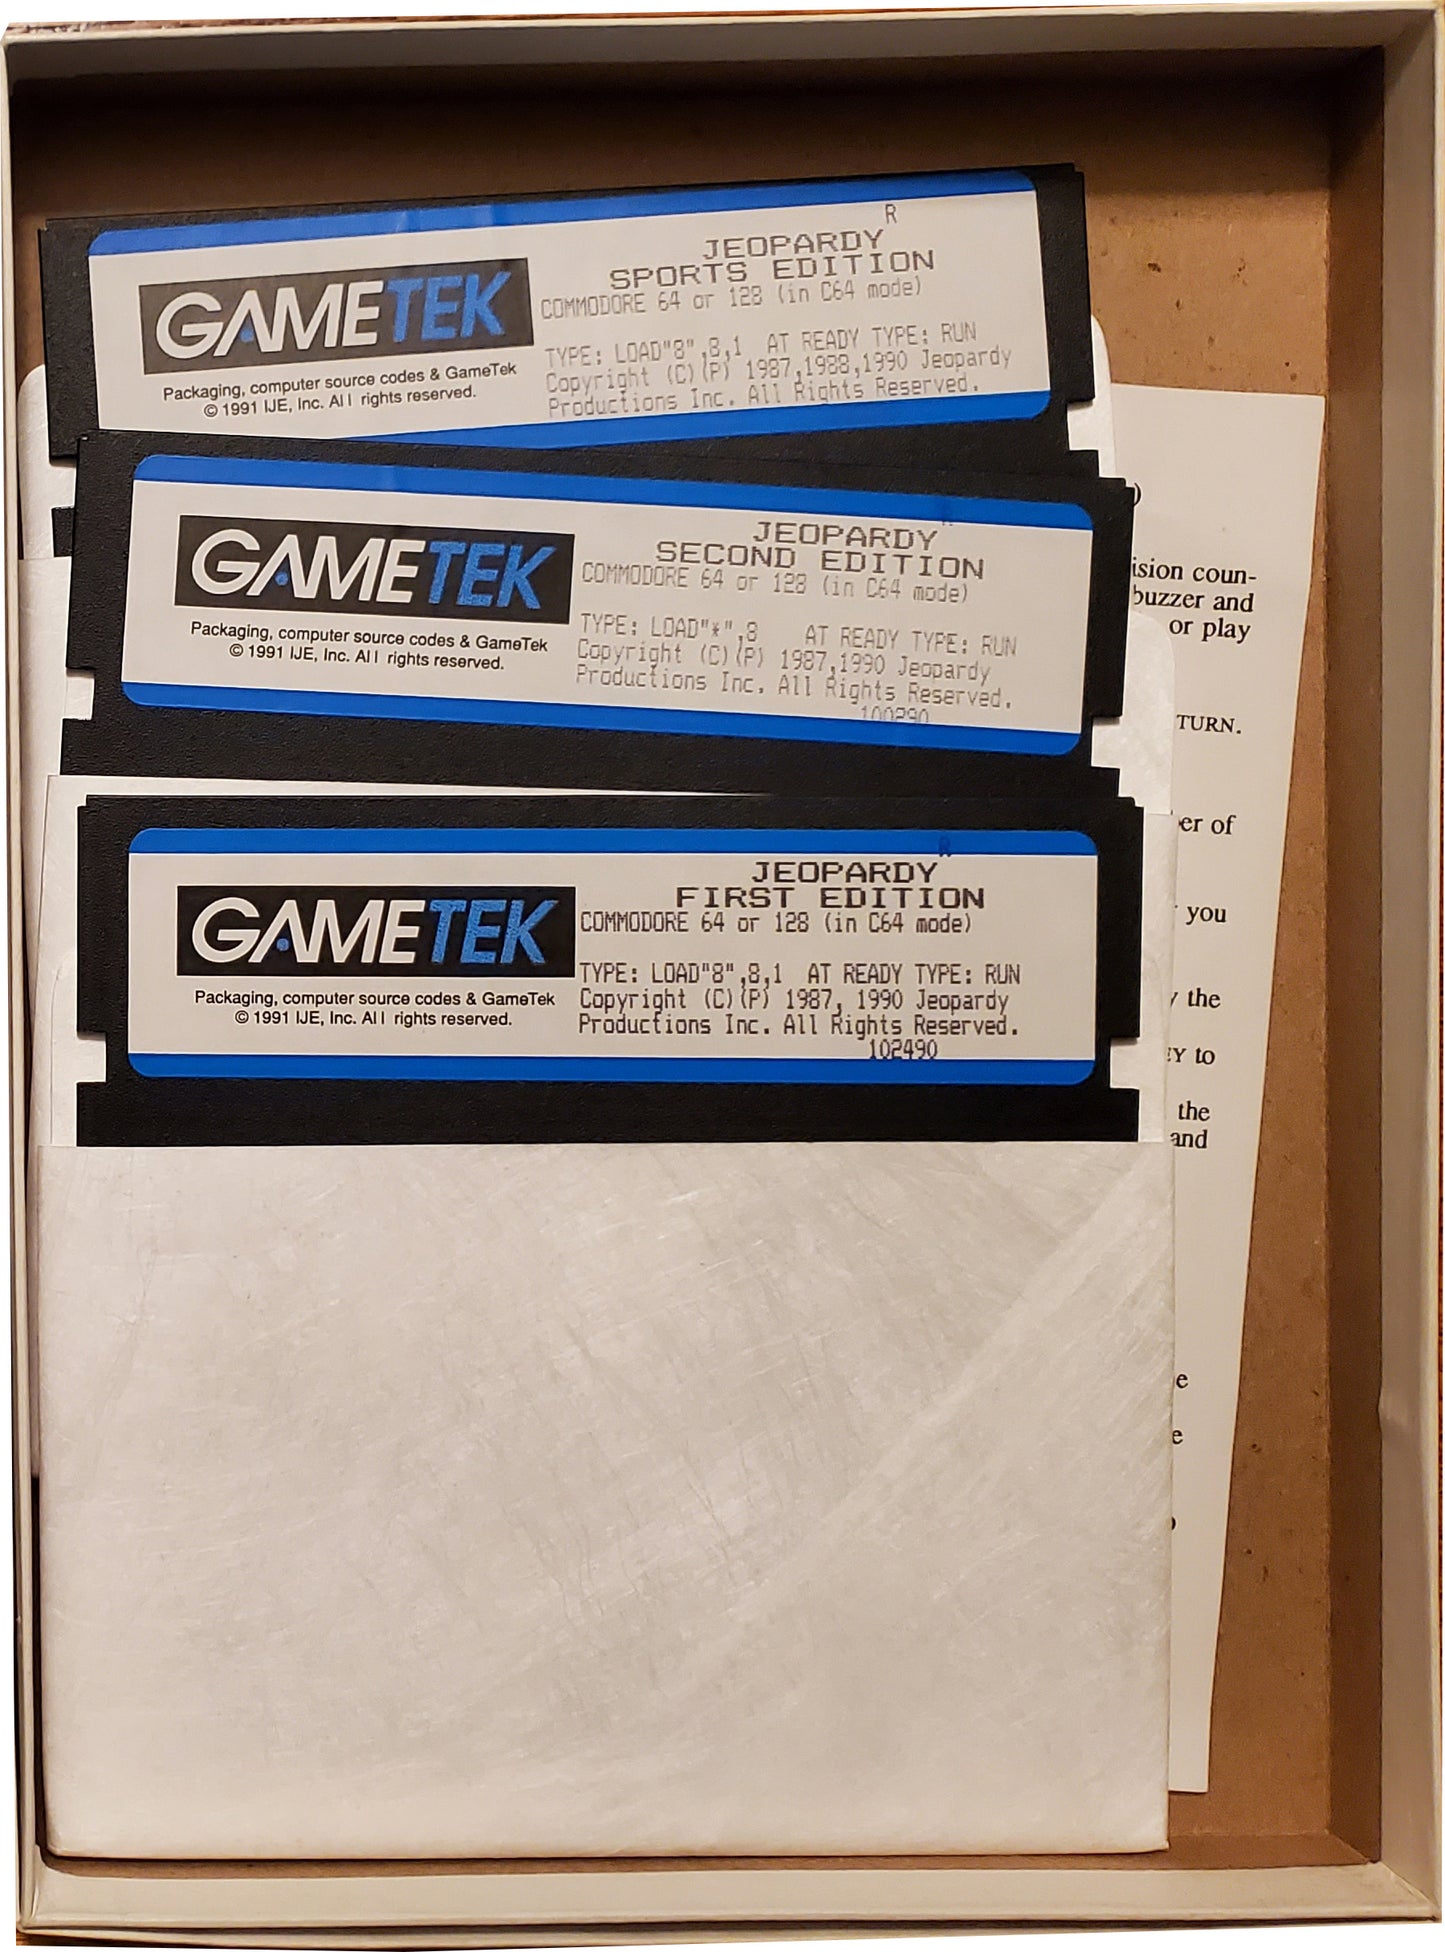 R
JEOPARDY
SPORTS EDITION
COMMODORE 64 or 128 (in C64 mode)
GAMETEK
TYPE: LOAD"8",8,1 AT READY TYPE: RUN
Copyright (C)(P) 1987,1988,1990 Jeopardy
Productions Inc. All Rights Reserved.
Packaging, computer source codes & GameTek
© 1991 IJE, Inc. All rights reserved.
JEOPARDY
SECOND EDITION
COMMODORE 64 or 128 (in C64 mode)
GAMETEK
TYPE: LOAD"*",8 AT READY TYPE: RUN
Copyright (C)(P) 1987,1990 Jeopardy
Productions Inc. All Rights Reserved.
100290
Packaging, computer source codes & GameTek
© 1991 IJE, Inc. All rights reserved.
R
JEOPARDY
FIRST EDITION
COMMODORE 64 or 128 (in C64 mode)
GAMETEK
TYPE: LOAD"8",8,1 AT READY TYPE: RUN
Copyright (C)(P) 1987, 1990 Jeopardy
Productions Inc. All Rights Reserved.
102490
Packaging, computer source codes & GameTek
© 1991 IJE, Inc. All rights reserved.
coun-
buzzer and
or play
TURN.
of
you
the
to
the
and